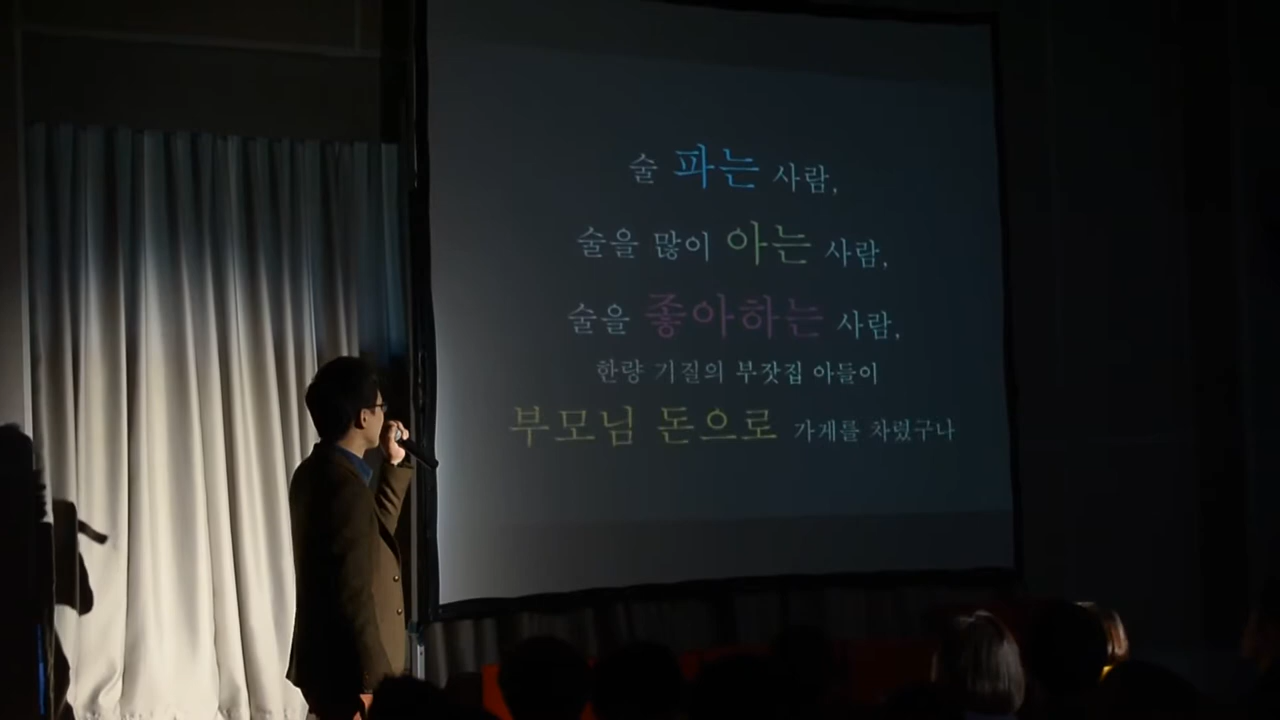 술 파는 사람,
술을 많이 아는 사람,
술을 좋아하는 사람,
한량 기질의 부잣집 아들이
부모님 돈으로 가게를 차렸구나